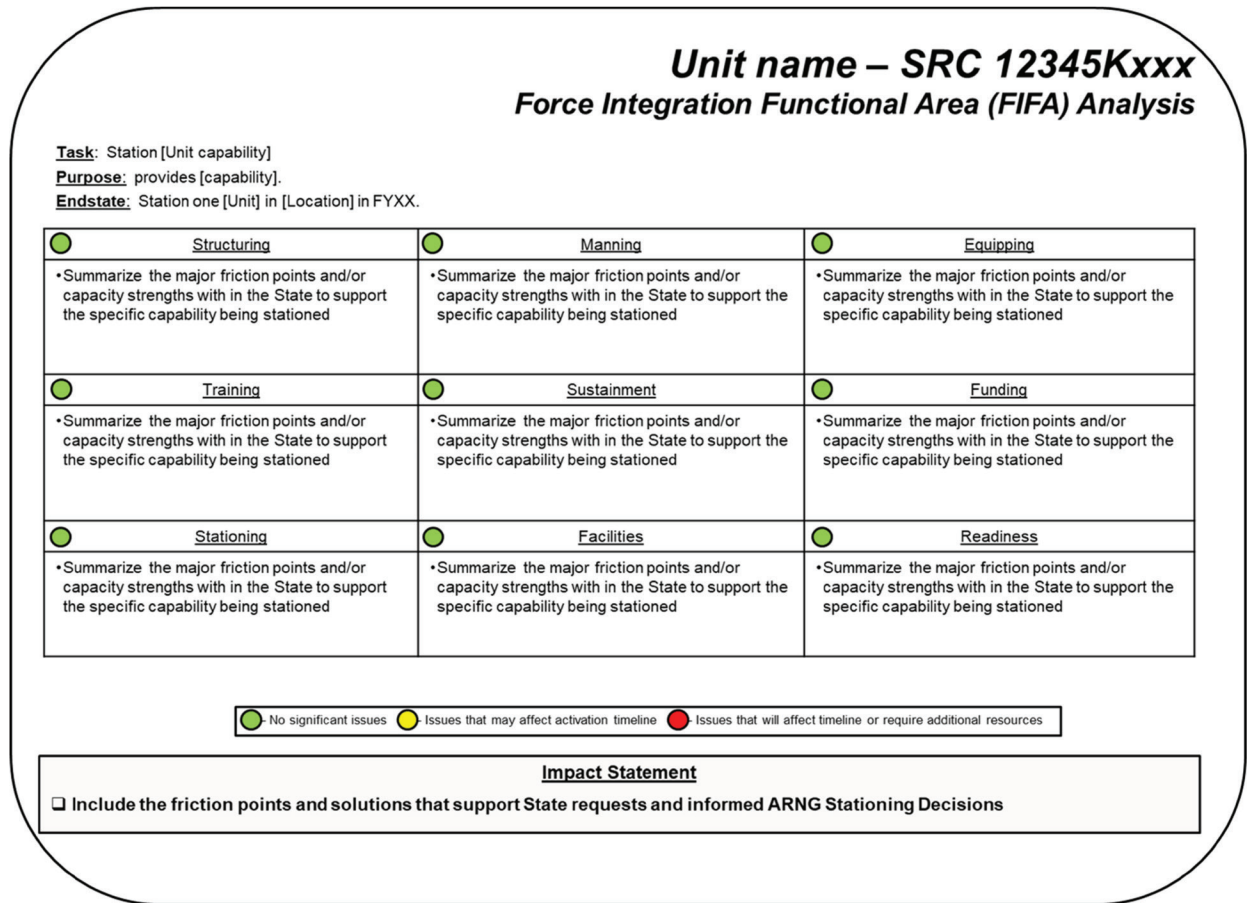 Unit name – SRC 12345Kxxx
Force Integration Functional Area (FIFA) Analysis
Task: Station [Unit capability]
Purpose: provides [capability].
Endstate: Station one [Unit] in [Location] in FYXX.
Structuring
•Summarize the major friction points and/or
capacity strengths with in the State to support
the specific capability being stationed
Manning
•Summarize the major friction points and/or
capacity strengths with in the State to support the
specific capability being stationed
Equipping
•Summarize the major friction points and/or
capacity strengths with in the State to support the
specific capability being stationed
Training
•Summarize the major friction points and/or
capacity strengths with in the State to support
the specific capability being stationed
Sustainment
•Summarize the major friction points and/or
capacity strengths with in the State to support the
specific capability being stationed
Funding
•Summarize the major friction points and/or
capacity strengths with in the State to support the
specific capability being stationed
Stationing
•Summarize the major friction points and/or
capacity strengths with in the State to support
the specific capability being stationed
Facilities
•Summarize the major friction points and/or
capacity strengths with in the State to support the
specific capability being stationed
Readiness
•Summarize the major friction points and/or
capacity strengths with in the State to support the
specific capability being stationed
- No significant issues - Issues that may affect activation timeline - Issues that will affect timeline or require additional resources
Impact Statement
❑ Include the friction points and solutions that support State requests and informed ARNG Stationing Decisions